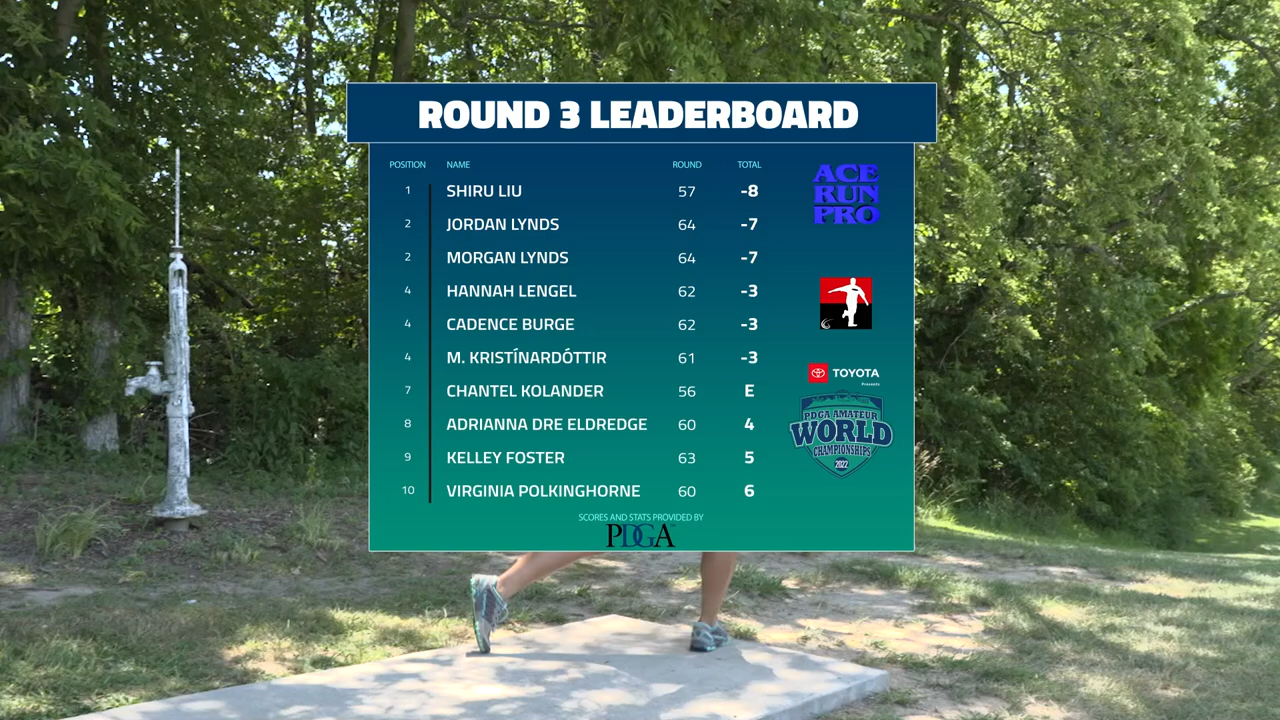 ROUND 3 LEADERBOARD
POSITION NAME ROUND TOTAL
1 SHIRU LIU 57 -8
2 JORDAN LYNDS 64 -7
2 MORGAN LYNDS 64 -7
4 HANNAH LENGEL 62 -3
4 CADENCE BURGE 62 -3
4 M. KRISTÍNARDÓTTIR 61 -3
7 CHANTEL KOLANDER 56 E
8 ADRIANNA DRE ELDREDGE 60 4
9 KELLEY FOSTER 63 5
10 VIRGINIA POLKINGHORNE 60 6
SCORES AND STATS PROVIDED BY
PDGA
ACE
RUN
PRO
TOYOTA
Presents
PDGA AMATEUR
WORLD
CHAMPIONSHIPS
2022